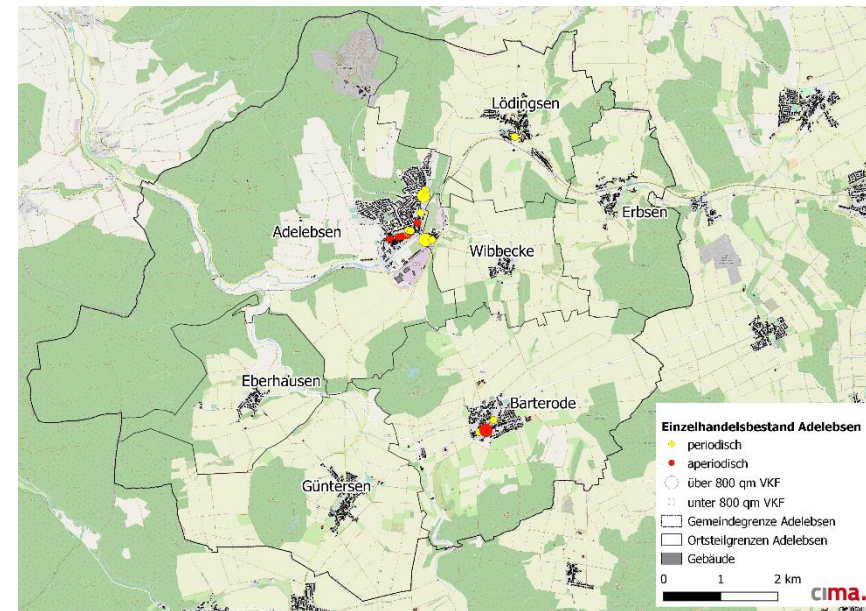 Lödingsen
Erbsen
Adelebsen
Wibbecke
Eberhausen
Barterode
Güntersen
Einzelhandelsbestand Adelebsen
periodisch
aperiodisch
über 800 qm VKF
unter 800 qm VKF
Gemeindegrenze Adelebsen
Ortsteilgrenzen Adelebsen
Gebäude
0 1 2 km
cima.